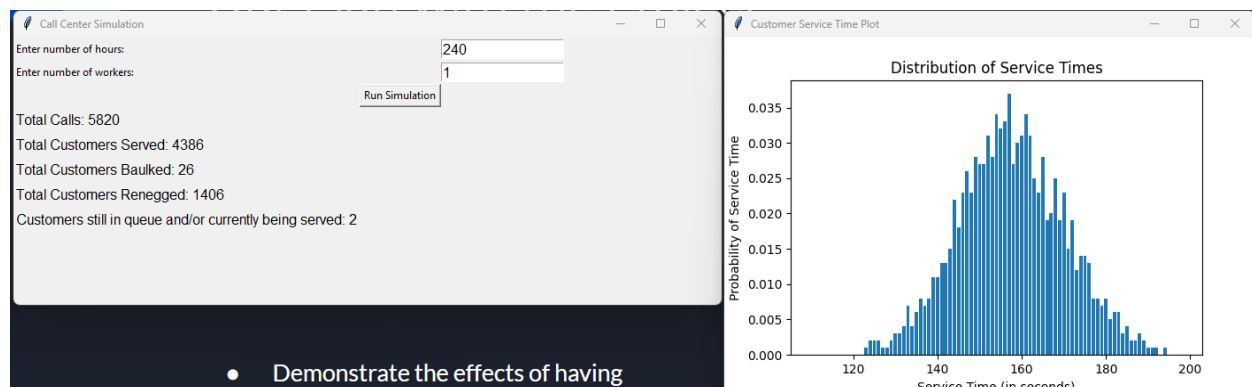 Call Center Simulation
Enter number of hours:
240
Enter number of workers:
1
Run Simulation
Total Calls: 5820
Total Customers Served: 4386
Total Customers Baulked: 26
Total Customers Renegged: 1406
Customers still in queue and/or currently being served: 2
● Demonstrate the effects of having
Customer Service Time Plot
Distribution of Service Times
Probability of Service Time
0.035
0.030
0.025
0.020
0.015
0.010
0.005
0.000
120 140 160 180 200
Service Time (in seconds)